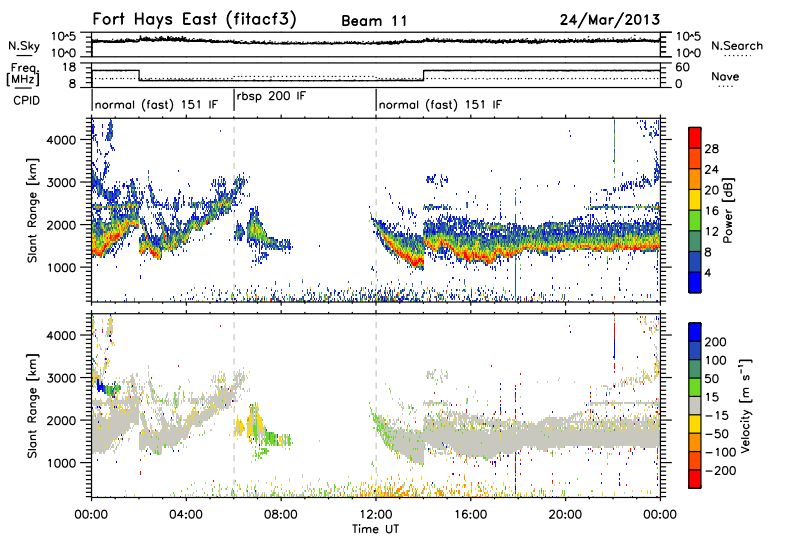 Fort Hays East (fitacf3) Beam 11 24/Mar/2013
N.Sky 10^5 10^0 10^5 10^0 N.Search
Freq. [MHz] 18 8 60 0 Nave
CPID normal (fast) 151 IF rbsp 200 IF normal (fast) 151 IF
Slant Range [km] 4000 3000 2000 1000
28 24 20 16 12 8 4 Power [dB]
Slant Range [km] 4000 3000 2000 1000
200 100 50 15 −15 −50 −100 −200 Velocity [m s⁻¹]
00:00 04:00 08:00 12:00 16:00 20:00 00:00
Time UT